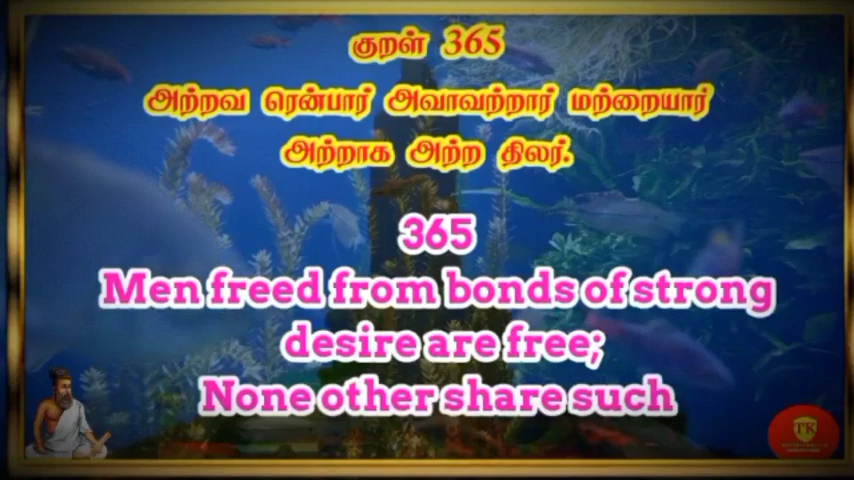 குறள் 365
அற்றவ ரென்பார் அவாவற்றார் மற்றையார்
அற்றாக அற்ற திலர்.
365
Men freed from bonds of strong
desire are free;
None other share such
TK